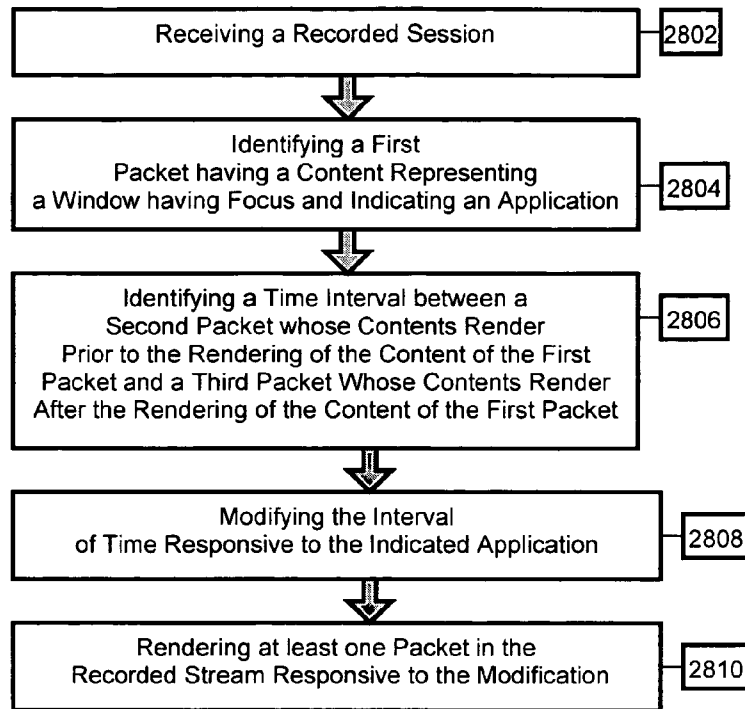 Receiving a Recorded Session
2802
Identifying a First
Packet having a Content Representing
a Window having Focus and Indicating an Application
2804
Identifying a Time Interval between a
Second Packet whose Contents Render
Prior to the Rendering of the Content of the First
Packet and a Third Packet Whose Contents Render
After the Rendering of the Content of the First Packet
2806
Modifying the Interval
of Time Responsive to the Indicated Application
2808
Rendering at least one Packet in the
Recorded Stream Responsive to the Modification
2810